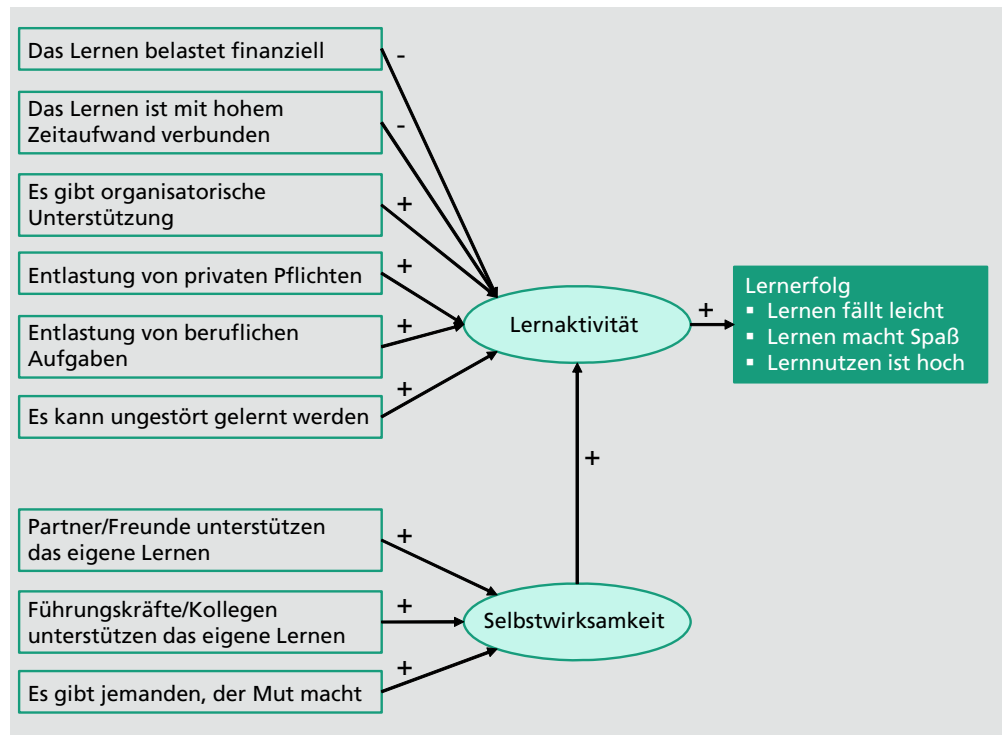 Das Lernen belastet finanziell
-
Das Lernen ist mit hohem
Zeitaufwand verbunden
-
Es gibt organisatorische
Unterstützung
+
Entlastung von privaten Pflichten
+
Entlastung von beruflichen
Aufgaben
+
Es kann ungestört gelernt werden
+
Lernaktivität
+
Lernerfolg
▪ Lernen fällt leicht
▪ Lernen macht Spaß
▪ Lernnutzen ist hoch
+
Partner/Freunde unterstützen
das eigene Lernen
+
Führungskräfte/Kollegen
unterstützen das eigene Lernen
+
Es gibt jemanden, der Mut macht
+
Selbstwirksamkeit